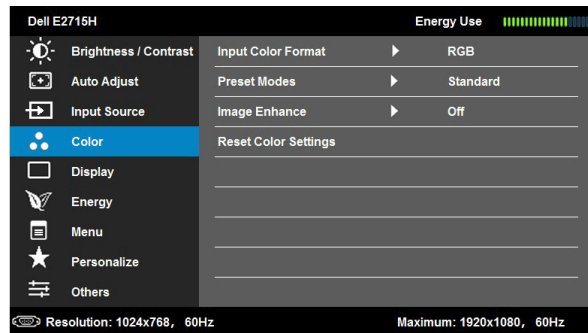 Dell E2715H Energy Use
Brightness / Contrast Input Color Format RGB
Auto Adjust Preset Modes Standard
Input Source Image Enhance Off
Color Reset Color Settings
Display
Energy
Menu
Personalize
Others
Resolution: 1024x768, 60Hz Maximum: 1920x1080, 60Hz